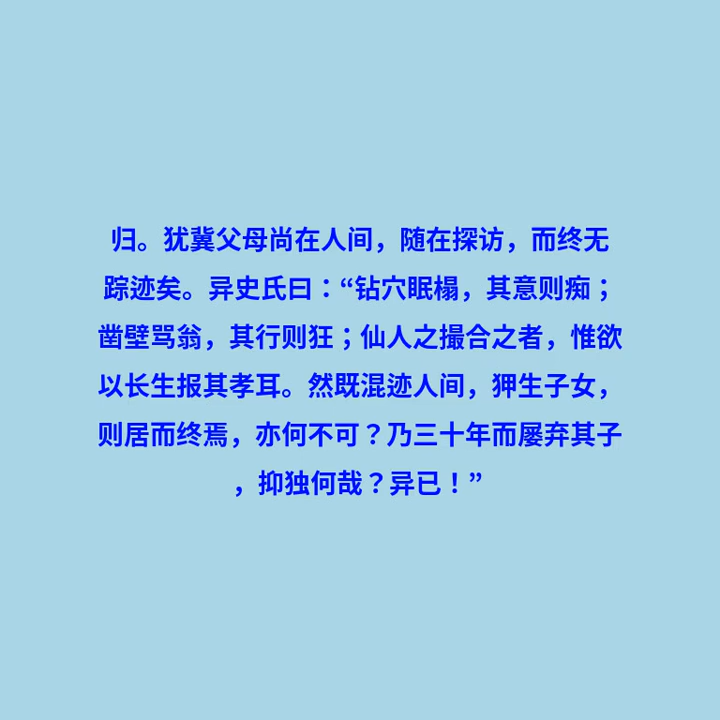 归。犹冀父母尚在人间，随在探访，而终无
踪迹矣。异史氏曰：“钻穴眠榻，其意则痴；
凿壁骂翁，其行则狂；仙人之撮合之者，惟欲
以长生报其孝耳。然既混迹人间，狎生子女，
则居而终焉，亦何不可？乃三十年而屡弃其子
，抑独何哉？异已！”